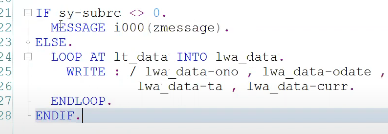 21 IF sy-subrc <> 0.
22 MESSAGE i000(zmessage).
23 ELSE.
24 LOOP AT lt_data INTO lwa_data.
25 WRITE : / lwa_data-ono , lwa_data-odate ,
26 lwa_data-ta , lwa_data-curr.
27 ENDLOOP.
28 ENDIF.